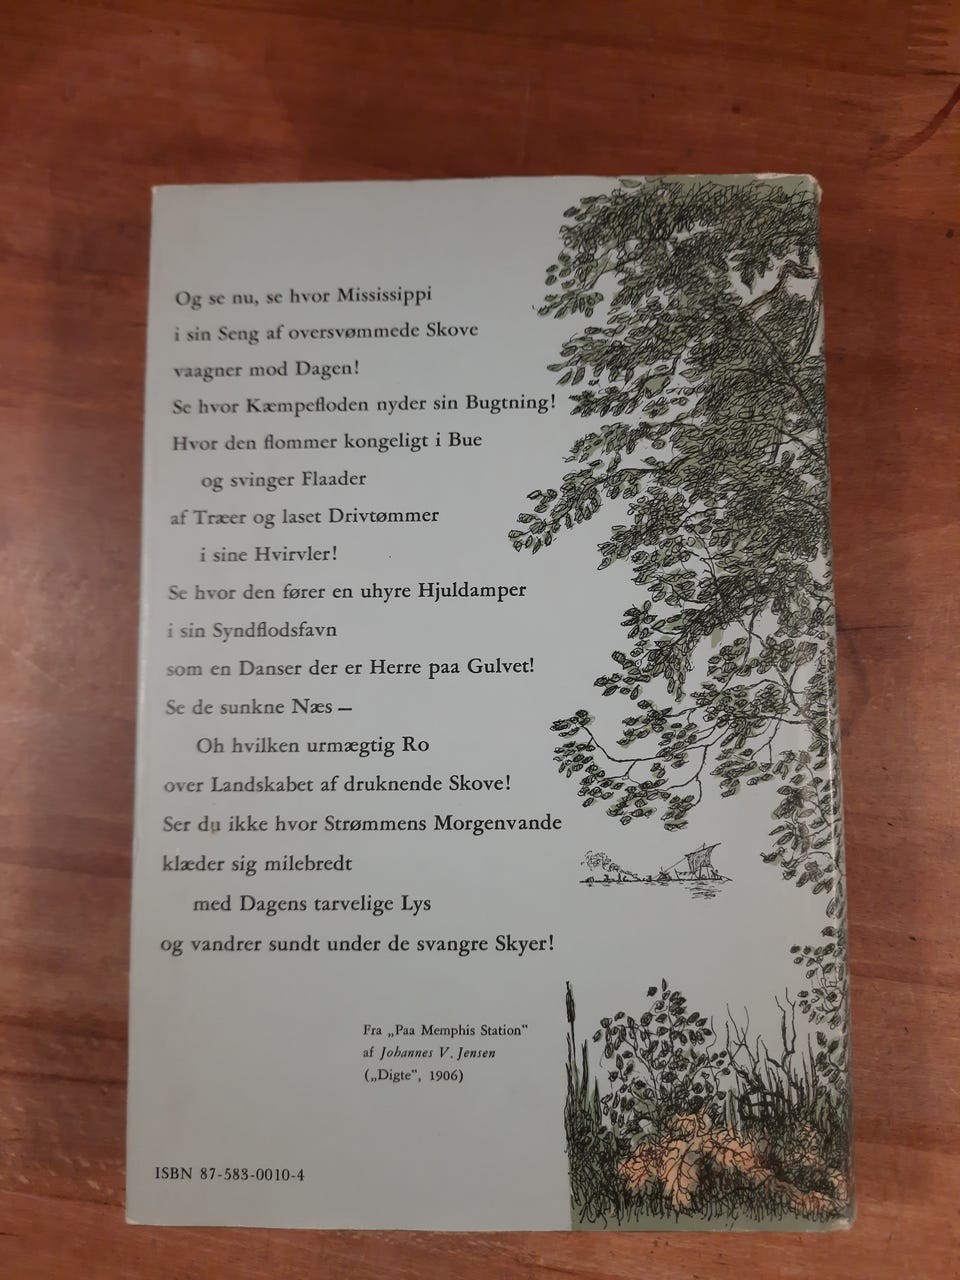 Og se nu, se hvor Mississippi
i sin Seng af oversvømmede Skove
vaagner mod Dagen!
Se hvor Kæmpefloden nyder sin Bugtning!
Hvor den flommer kongeligt i Bue
og svinger Flaader
af Træer og laset Drivtømmer
i sine Hvirvler!
Se hvor den fører en uhyre Hjuldamper
i sin Syndflodsfavn
som en Danser der er Herre paa Gulvet!
Se de sunkne Næs —
Oh hvilken urmægtig Ro
over Landskabet af druknende Skove!
Ser du ikke hvor Strømmens Morgenvande
klæder sig milebredt
med Dagens tarvelige Lys
og vandrer sundt under de svangre Skyer!
Fra „Paa Memphis Station"
af Johannes V. Jensen
(„Digte", 1906)
ISBN 87-583-0010-4